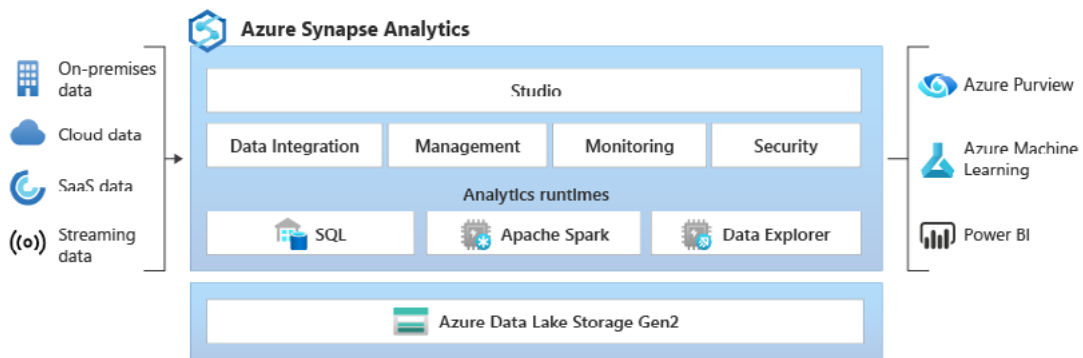 Azure Synapse Analytics
On-premises
data
Cloud data
SaaS data
Streaming
data
Studio
Data Integration
Management
Monitoring
Security
Analytics runtimes
SQL
Apache Spark
Data Explorer
Azure Data Lake Storage Gen2
Azure Purview
Azure Machine
Learning
Power BI